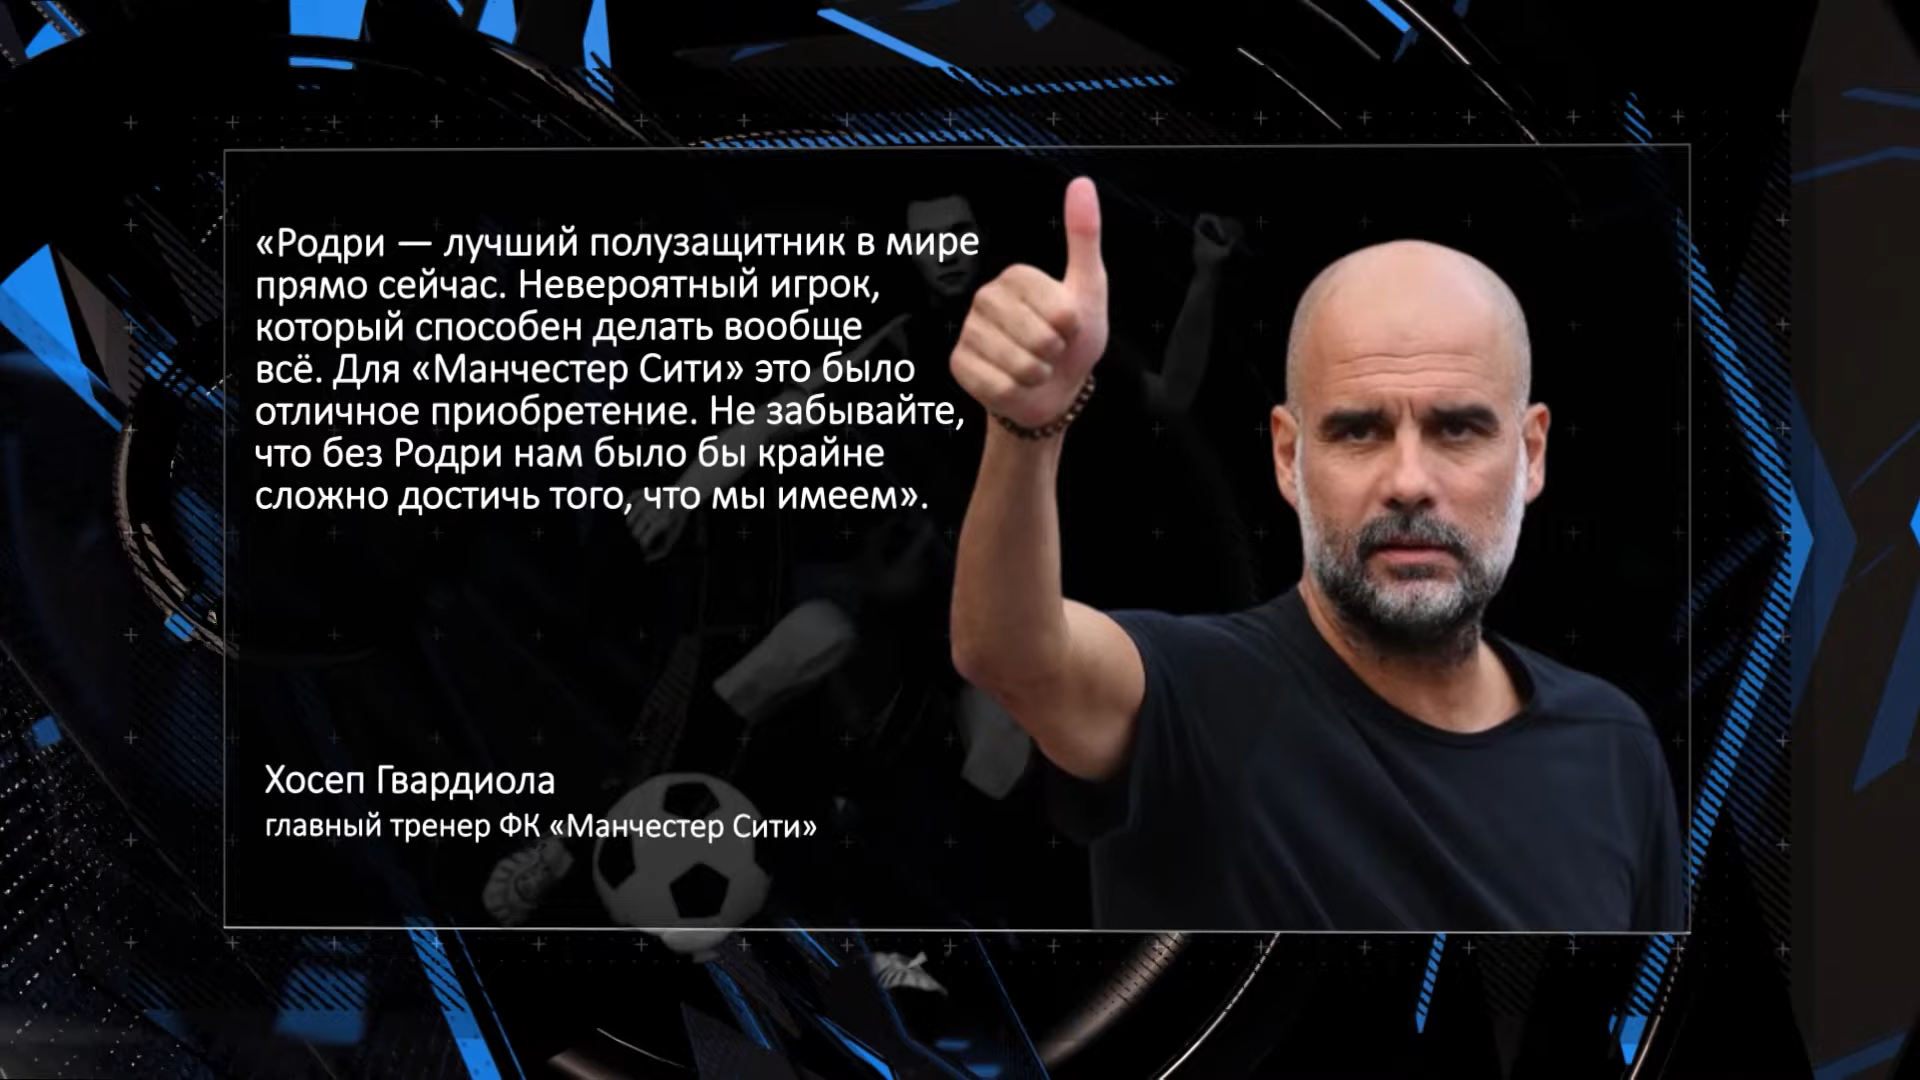 «Родри — лучший полузащитник в мире
прямо сейчас. Невероятный игрок,
который способен делать вообще
всё. Для «Манчестер Сити» это было
отличное приобретение. Не забывайте,
что без Родри нам было бы крайне
сложно достичь того, что мы имеем».
Хосеп Гвардиола
главный тренер ФК «Манчестер Сити»